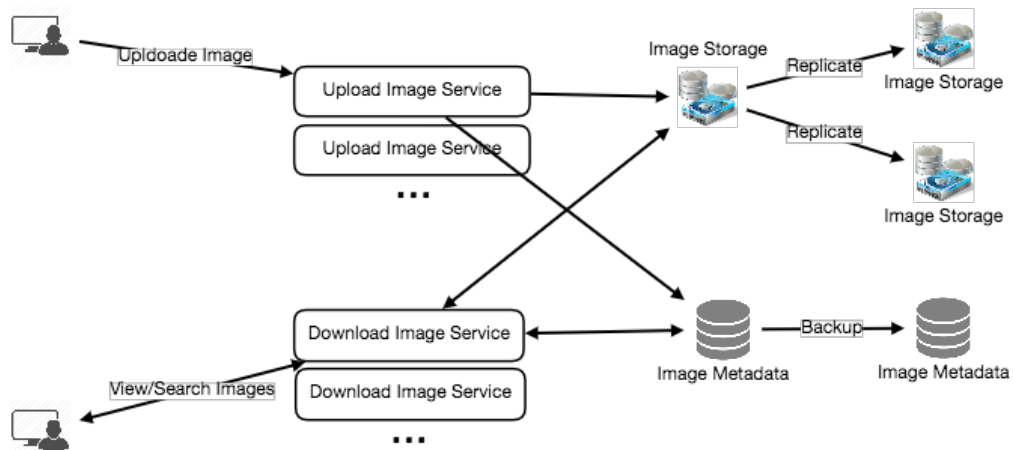 Upldoade Image
Upload Image Service
Upload Image Service
...
Image Storage
Replicate
Image Storage
Replicate
Image Storage
Download Image Service
Download Image Service
...
View/Search Images
Image Metadata
Backup
Image Metadata